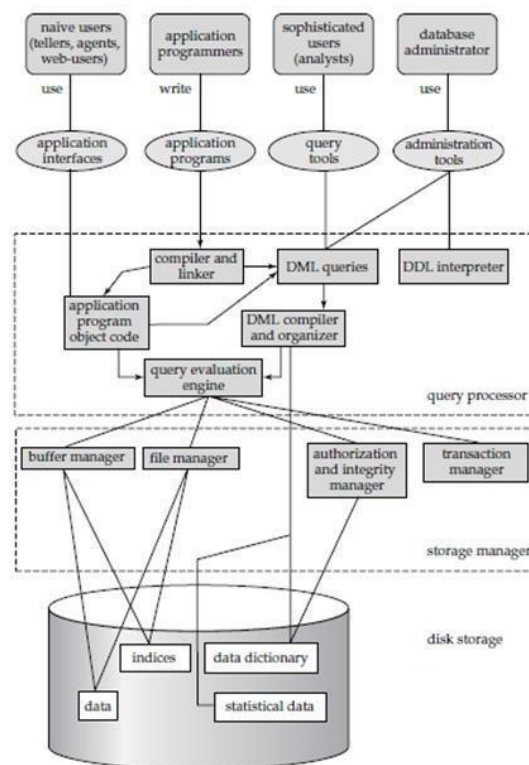 naive users
(tellers, agents,
web-users)
application
programmers
sophisticated
users
(analysts)
database
administrator
use
write
use
use
application
interfaces
application
programs
query
tools
administration
tools
compiler and
linker
DML queries
DDL interpreter
application
program
object code
DML compiler
and organizer
query evaluation
engine
query processor
buffer manager
file manager
authorization
and integrity
manager
transaction
manager
storage manager
disk storage
indices
data dictionary
data
statistical data